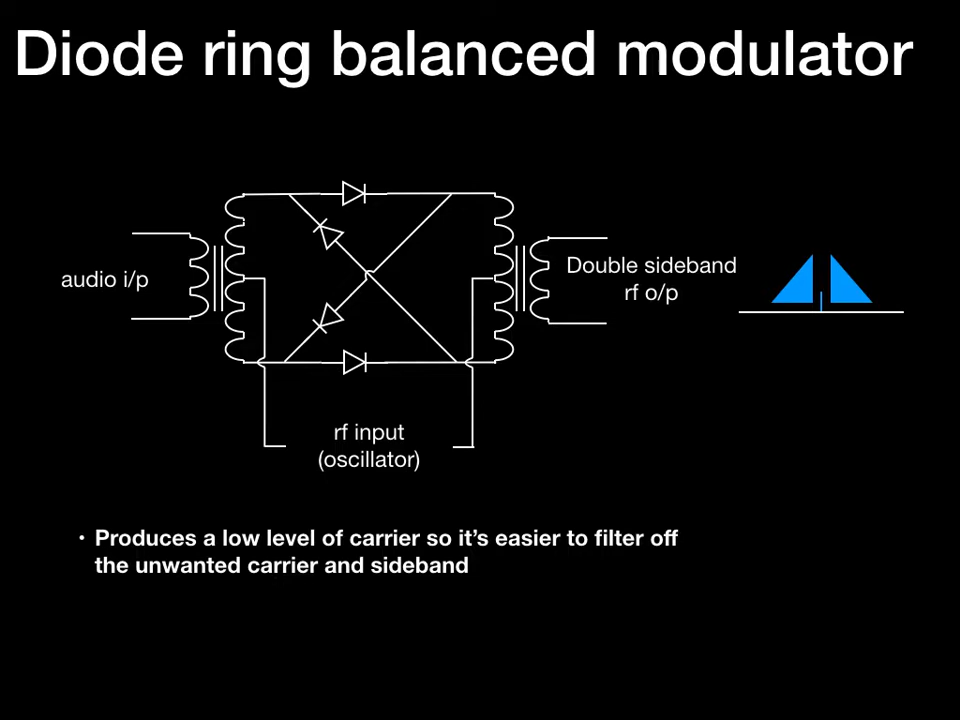 Diode ring balanced modulator
audio i/p
Double sideband
rf o/p
rf input
(oscillator)
• Produces a low level of carrier so it’s easier to filter off
the unwanted carrier and sideband